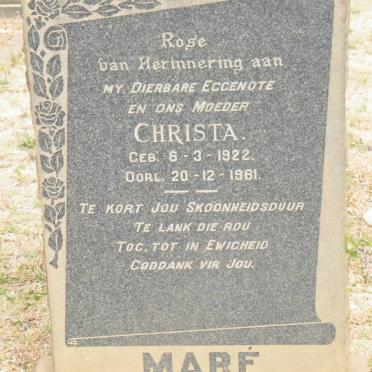 Rose
van Herinnering aan
MY DIERBARE EGGENOTE
EN ONS MOEDER
CHRISTA.
GEB. 6-3-1922.
OORL. 20-12-1961.
TE KORT JOU SKOONHEIDSDUUR
TE LANK DIE ROU
TOG, TOT IN EWIGHEID
GODDANK VIR JOU.
MARÉ